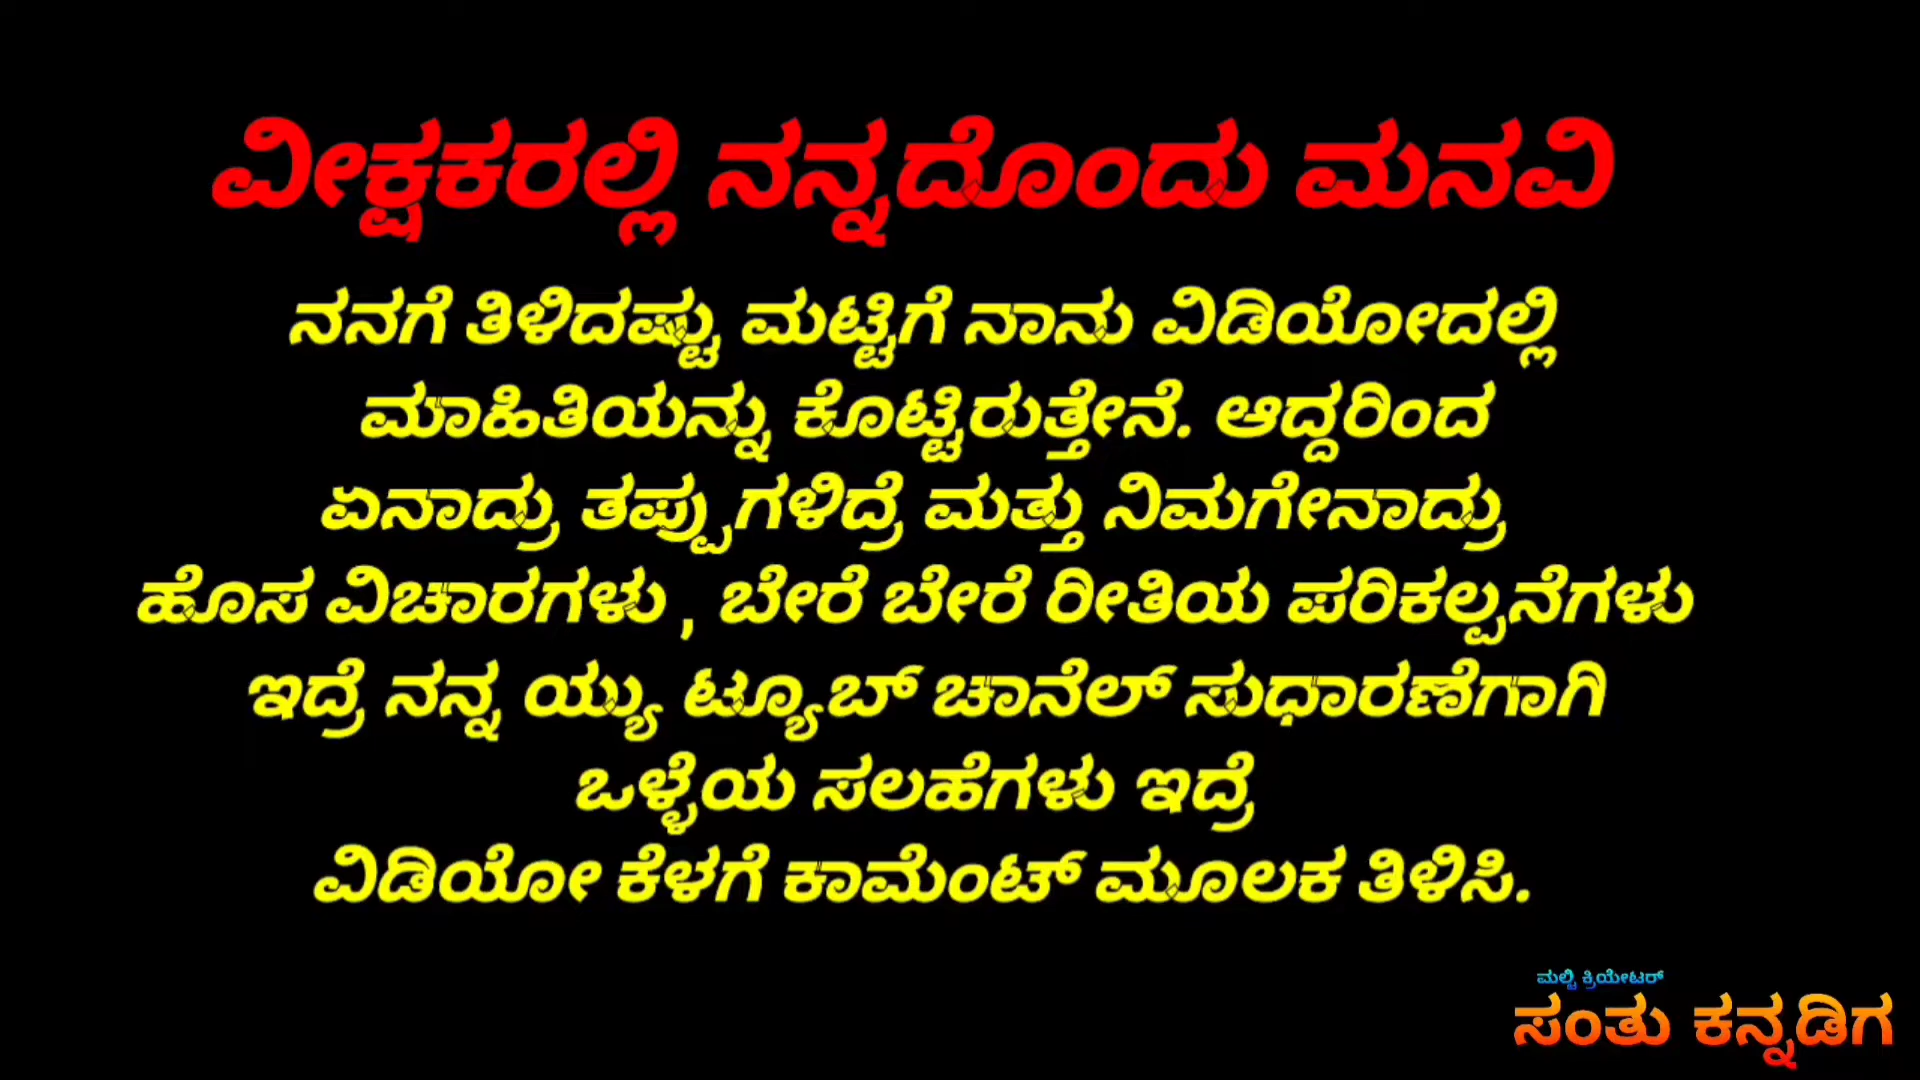 ವೀಕ್ಷಕರಲ್ಲಿ ನನ್ನದೊಂದು ಮನವಿ
ನನಗೆ ತಿಳಿದಷ್ಟು ಮಟ್ಟಿಗೆ ನಾನು ವಿಡಿಯೋದಲ್ಲಿ
ಮಾಹಿತಿಯನ್ನು ಕೊಟ್ಟಿರುತ್ತೇನೆ. ಆದ್ದರಿಂದ
ಏನಾದ್ರು ತಪ್ಪುಗಳಿದ್ರೆ ಮತ್ತು ನಿಮಗೇನಾದ್ರು
ಹೊಸ ವಿಚಾರಗಳು , ಬೇರೆ ಬೇರೆ ರೀತಿಯ ಪರಿಕಲ್ಪನೆಗಳು
ಇದ್ರೆ ನನ್ನ ಯ್ಯು ಟ್ಯೂಬ್ ಚಾನೆಲ್ ಸುಧಾರಣೆಗಾಗಿ
ಒಳ್ಳೆಯ ಸಲಹೆಗಳು ಇದ್ರೆ
ವಿಡಿಯೋ ಕೆಳಗೆ ಕಾಮೆಂಟ್ ಮೂಲಕ ತಿಳಿಸಿ.
ಮಲ್ಟಿ ಕ್ರಿಯೇಟರ್
ಸಂತು ಕನ್ನಡಿಗ